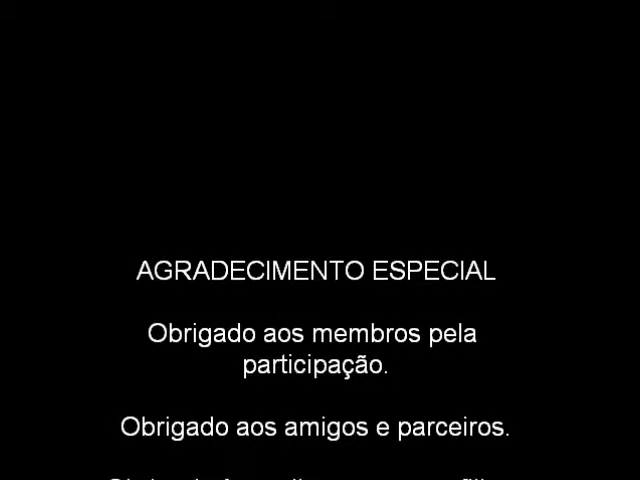 AGRADECIMENTO ESPECIAL
Obrigado aos membros pela
participação.
Obrigado aos amigos e parceiros.